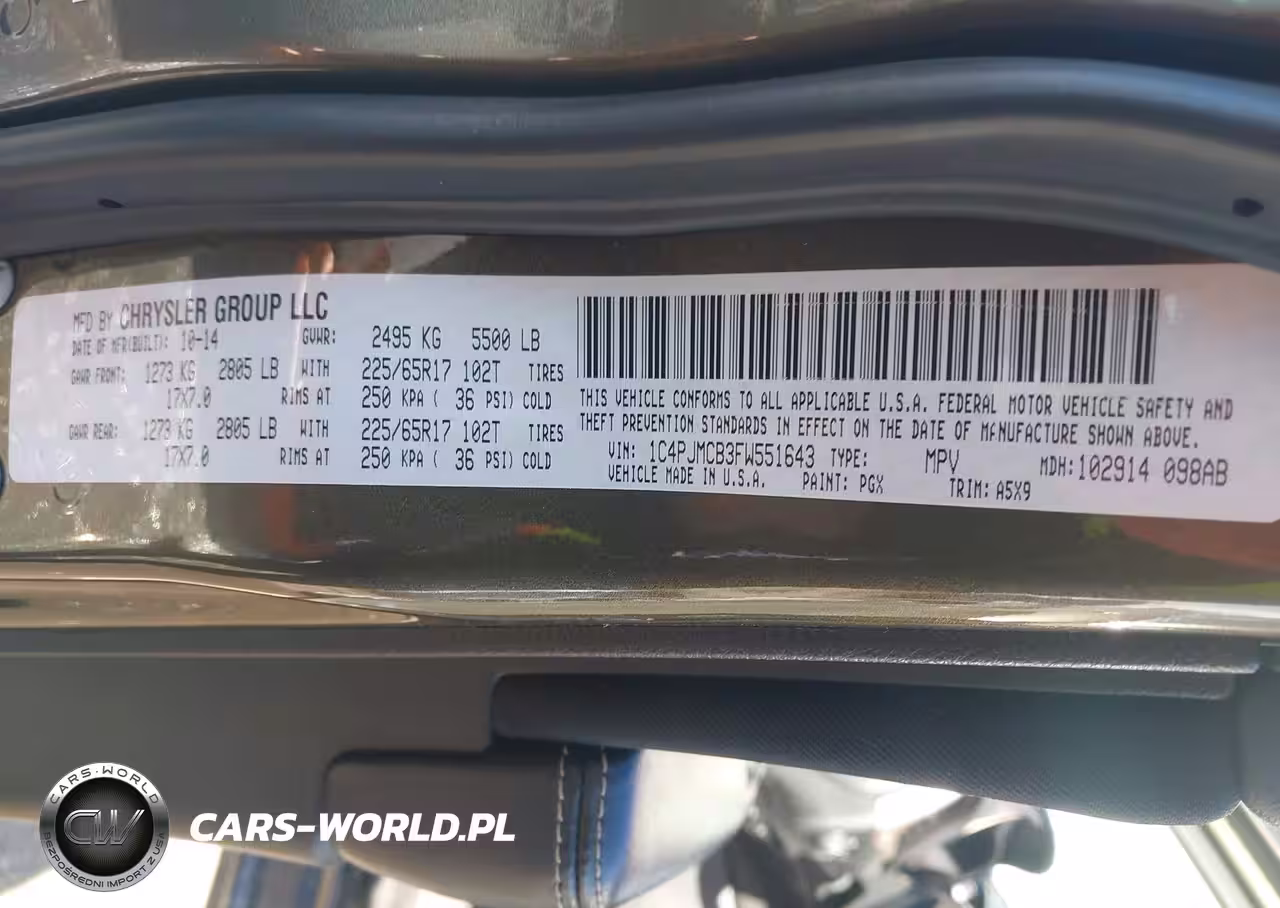 MFD BY CHRYSLER GROUP LLC
DATE OF MFR(BUILT): 10-14 GVWR: 2495 KG 5500 LB
GAWR FRONT: 1273 KG 2805 LB WITH 225/65R17 102T TIRES
17X7.0 RIMS AT 250 KPA ( 36 PSI) COLD
GAWR REAR: 1273 KG 2805 LB WITH 225/65R17 102T TIRES
17X7.0 RIMS AT 250 KPA ( 36 PSI) COLD
THIS VEHICLE CONFORMS TO ALL APPLICABLE U.S.A. FEDERAL MOTOR VEHICLE SAFETY AND
THEFT PREVENTION STANDARDS IN EFFECT ON THE DATE OF MANUFACTURE SHOWN ABOVE.
VIN: 1C4PJMCB3FW551643 TYPE: MPV MDH:102914 098AB
VEHICLE MADE IN U.S.A. PAINT: PGX TRIM: A5X9
CARS-WORLD
CW
BEZPOŚREDNI IMPORT Z USA
CARS-WORLD.PL